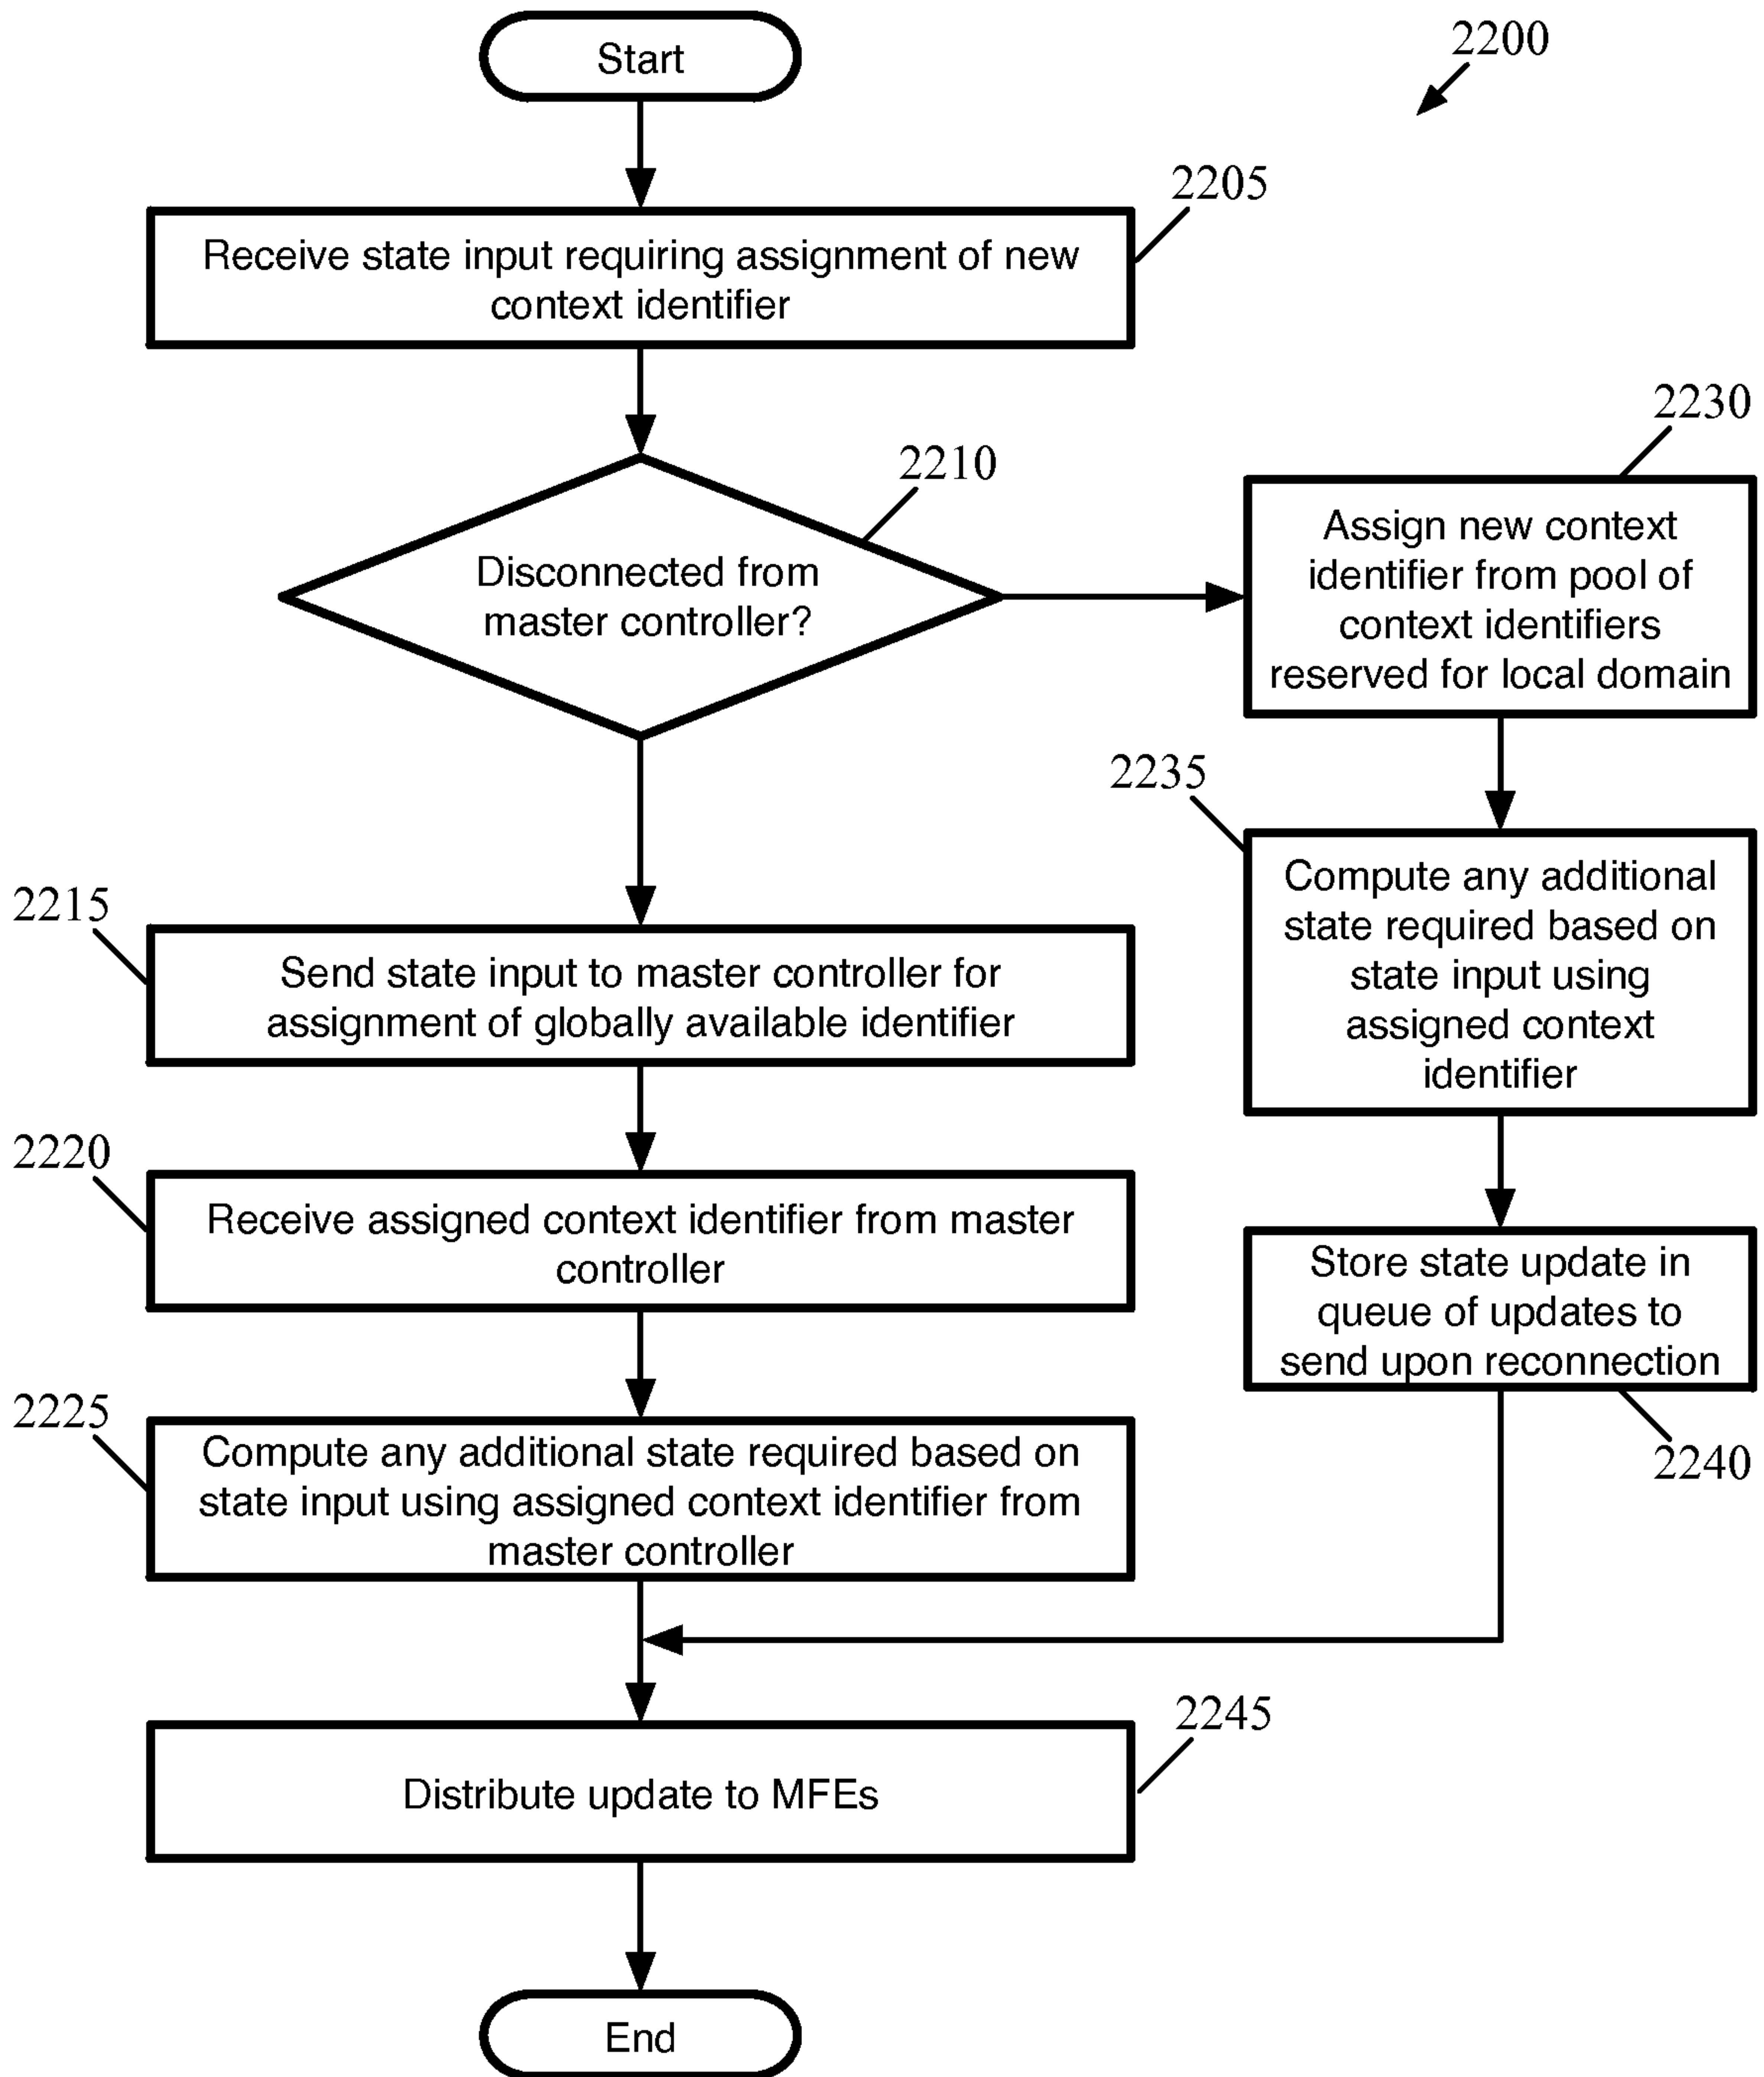 Start
2200
2205
Receive state input requiring assignment of new
context identifier
2210
Disconnected from
master controller?
2230
Assign new context
identifier from pool of
context identifiers
reserved for local domain
2215
Send state input to master controller for
assignment of globally available identifier
2235
Compute any additional
state required based on
state input using
assigned context
identifier
2220
Receive assigned context identifier from master
controller
Store state update in
queue of updates to
send upon reconnection
2240
2225
Compute any additional state required based on
state input using assigned context identifier from
master controller
2245
Distribute update to MFEs
End